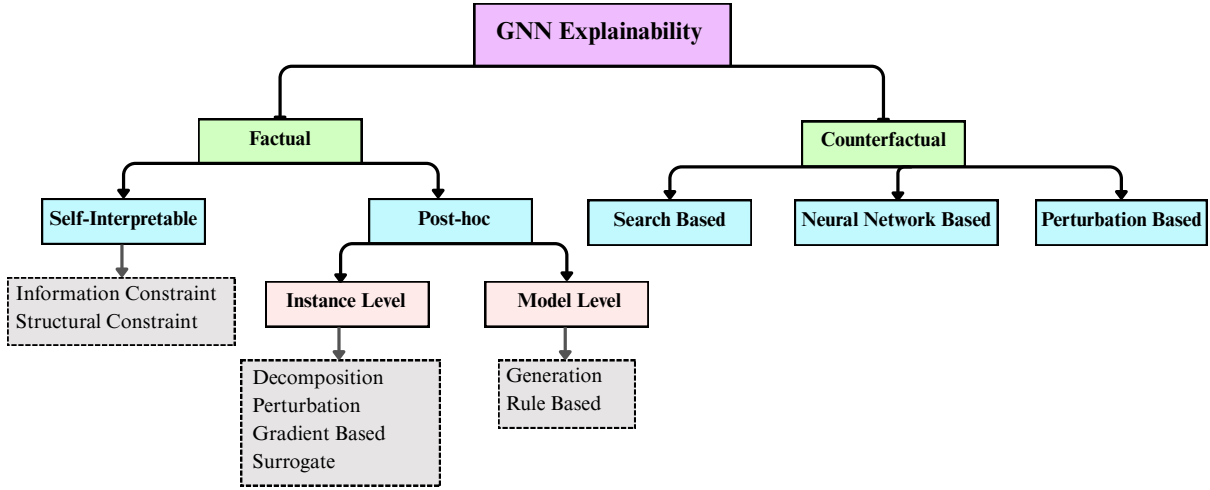 GNN Explainability
Factual
Counterfactual
Self-Interpretable
Post-hoc
Search Based
Neural Network Based
Perturbation Based
Information Constraint
Structural Constraint
Instance Level
Model Level
Decomposition
Perturbation
Gradient Based
Surrogate
Generation
Rule Based